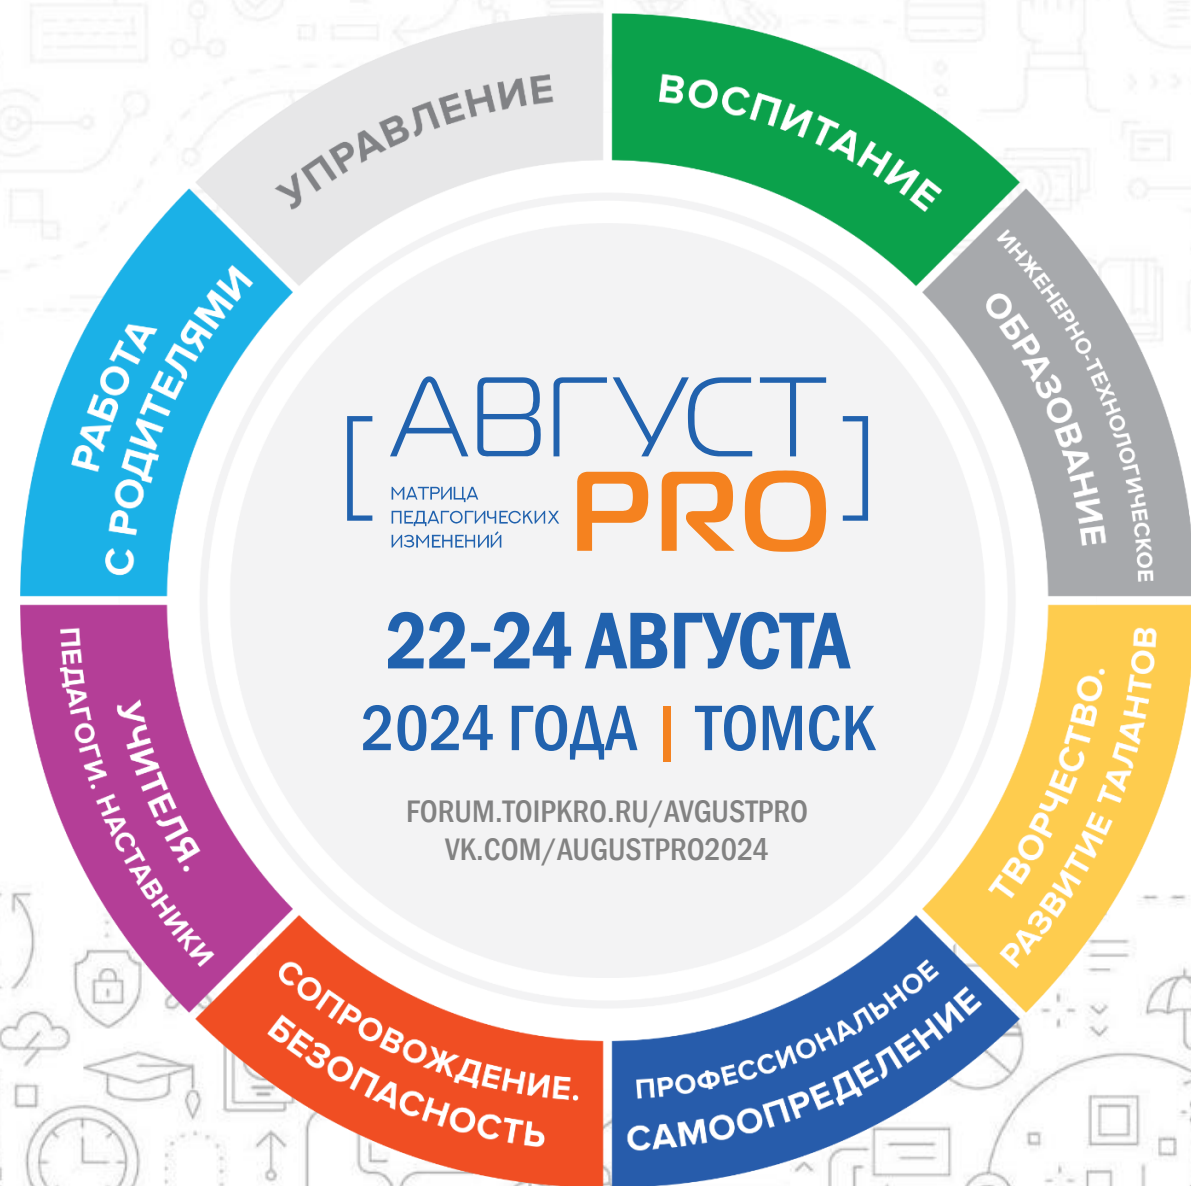 УПРАВЛЕНИЕ
ВОСПИТАНИЕ
ИНЖЕНЕРНО-ТЕХНОЛОГИЧЕСКОЕ
ОБРАЗОВАНИЕ
ТВОРЧЕСТВО.
РАЗВИТИЕ ТАЛАНТОВ
ПРОФЕССИОНАЛЬНОЕ
САМООПРЕДЕЛЕНИЕ
СОПРОВОЖДЕНИЕ.
БЕЗОПАСНОСТЬ
УЧИТЕЛЯ.
ПЕДАГОГИ. НАСТАВНИКИ
РАБОТА
С РОДИТЕЛЯМИ
[АВГУСТ]
PRO
МАТРИЦА
ПЕДАГОГИЧЕСКИХ
ИЗМЕНЕНИЙ
22-24 АВГУСТА
2024 ГОДА | ТОМСК
FORUM.TOIPKRO.RU/AVGUSTPRO
VK.COM/AUGUSTPRO2024